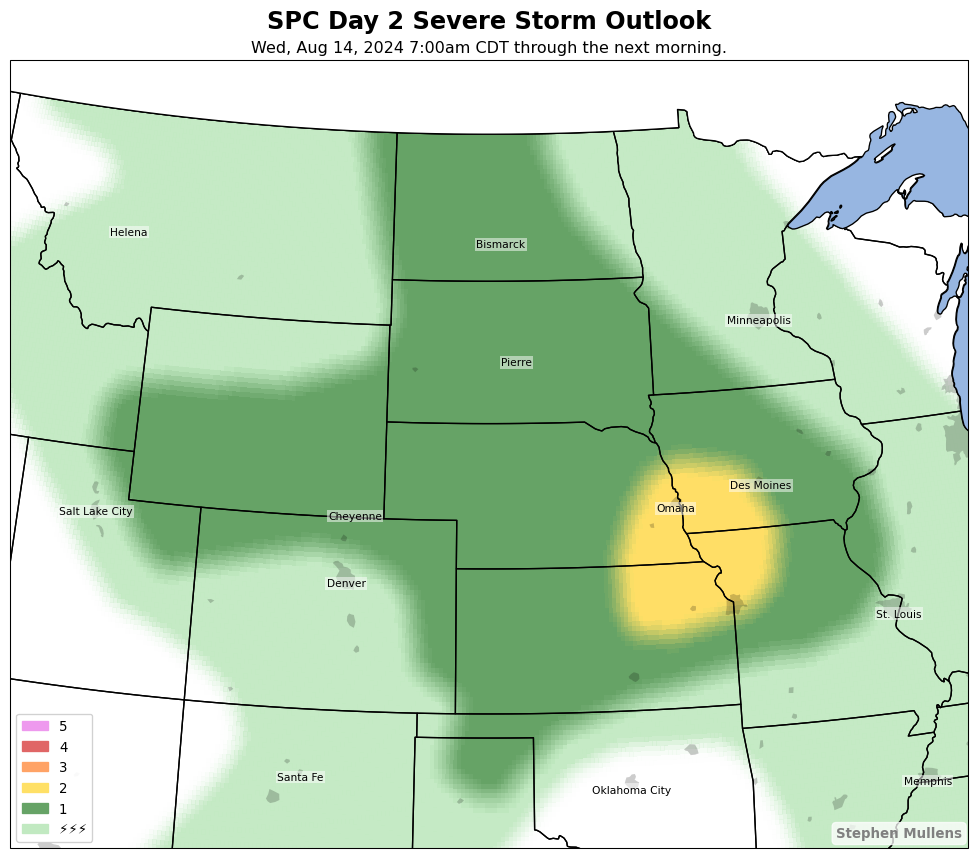 SPC Day 2 Severe Storm Outlook
Wed, Aug 14, 2024 7:00am CDT through the next morning.
Helena
Bismarck
Minneapolis
Pierre
Des Moines
Omaha
Salt Lake City
Cheyenne
Denver
St. Louis
Santa Fe
Oklahoma City
Memphis
5
4
3
2
1
⚡⚡⚡
Stephen Mullens